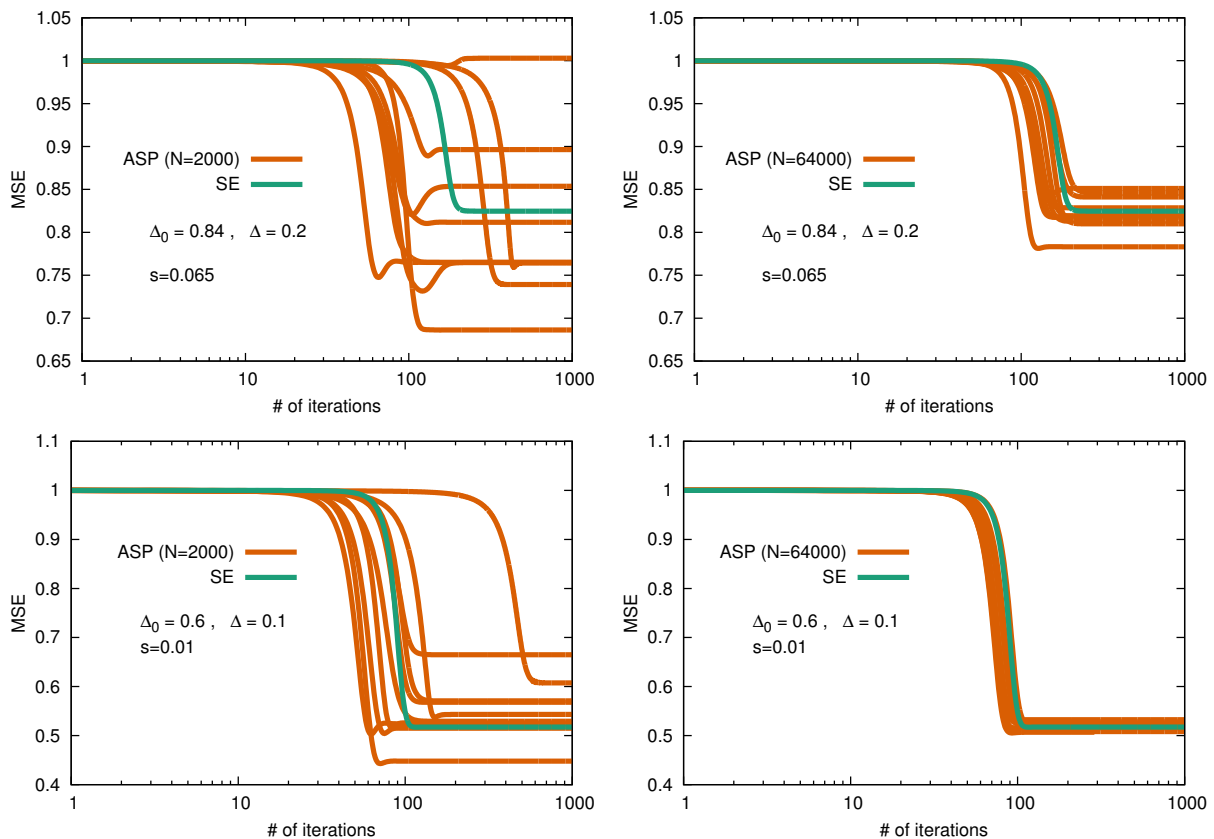 1.05
1
0.95
0.9
0.85
0.8
0.75
0.7
0.65
MSE
ASP (N=2000)
SE
Δ0 = 0.84 , Δ = 0.2
s=0.065
1 10 100 1000
# of iterations
1.05
1
0.95
0.9
0.85
0.8
0.75
0.7
0.65
MSE
ASP (N=64000)
SE
Δ0 = 0.84 , Δ = 0.2
s=0.065
1 10 100 1000
# of iterations
1.1
1
0.9
0.8
0.7
0.6
0.5
0.4
MSE
ASP (N=2000)
SE
Δ0 = 0.6 , Δ = 0.1
s=0.01
1 10 100 1000
# of iterations
1.1
1
0.9
0.8
0.7
0.6
0.5
0.4
MSE
ASP (N=64000)
SE
Δ0 = 0.6 , Δ = 0.1
s=0.01
1 10 100 1000
# of iterations